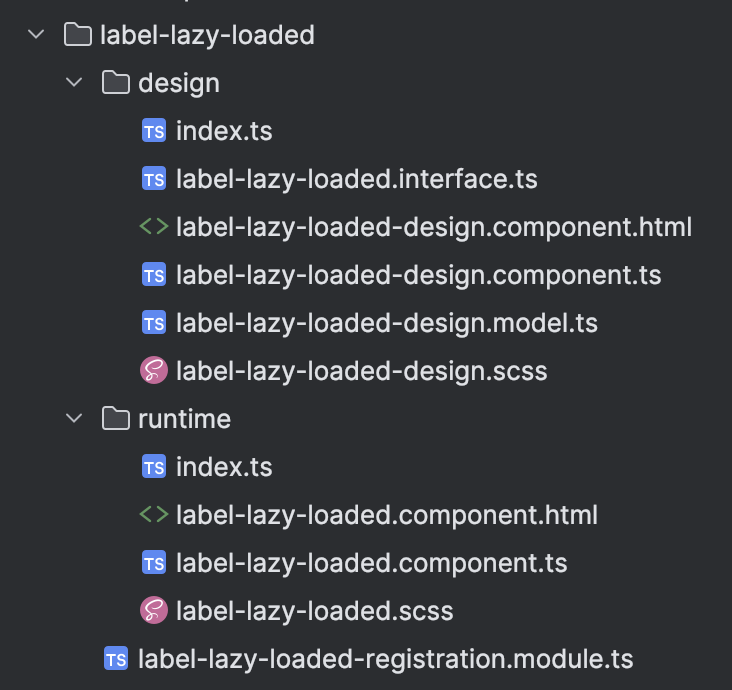 label-lazy-loaded
design
TS index.ts
TS label-lazy-loaded.interface.ts
<> label-lazy-loaded-design.component.html
TS label-lazy-loaded-design.component.ts
TS label-lazy-loaded-design.model.ts
label-lazy-loaded-design.scss
runtime
TS index.ts
<> label-lazy-loaded.component.html
TS label-lazy-loaded.component.ts
label-lazy-loaded.scss
TS label-lazy-loaded-registration.module.ts